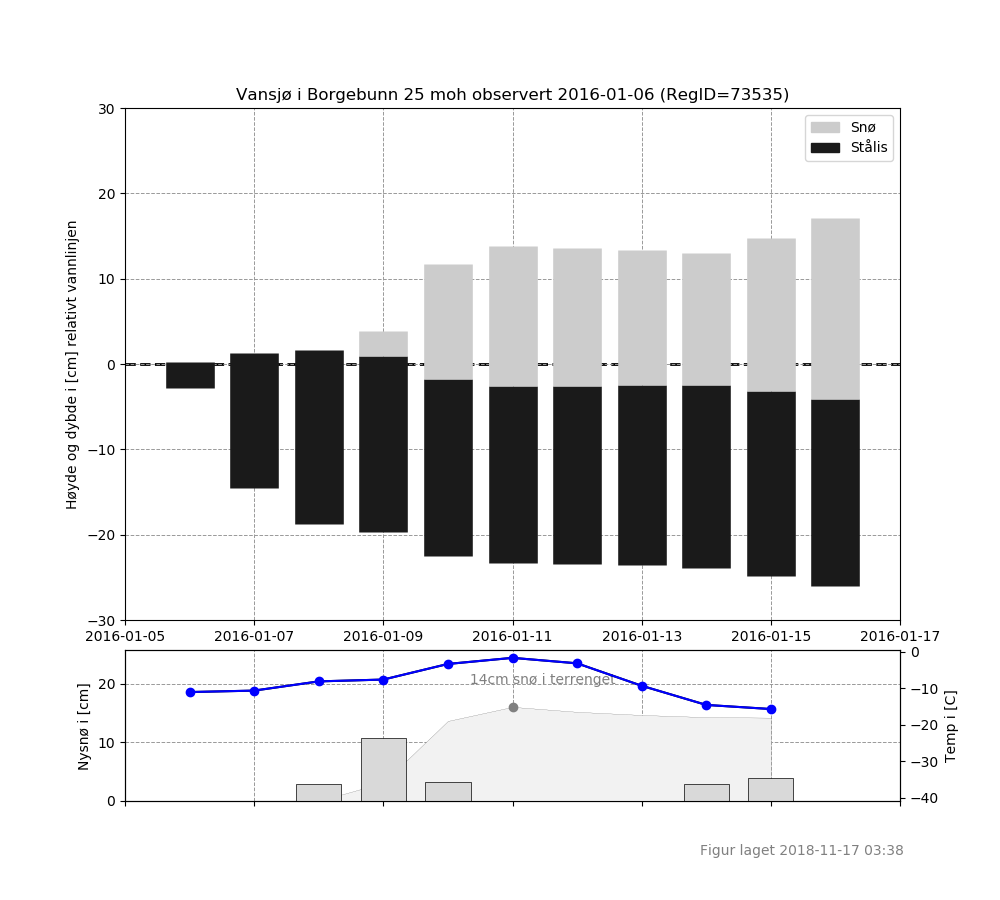 Vansjø i Borgebunn 25 moh observert 2016-01-06 (RegID=73535)
Snø
Stålis
Høyde og dybde i [cm] relativt vannlinjen
30
20
10
0
−10
−20
−30
2016-01-05
2016-01-07
2016-01-09
2016-01-11
2016-01-13
2016-01-15
2016-01-17
Nysnø i [cm]
20
10
0
14cm snø i terrenget
0
−10
−20
−30
−40
Temp i [C]
Figur laget 2018-11-17 03:38